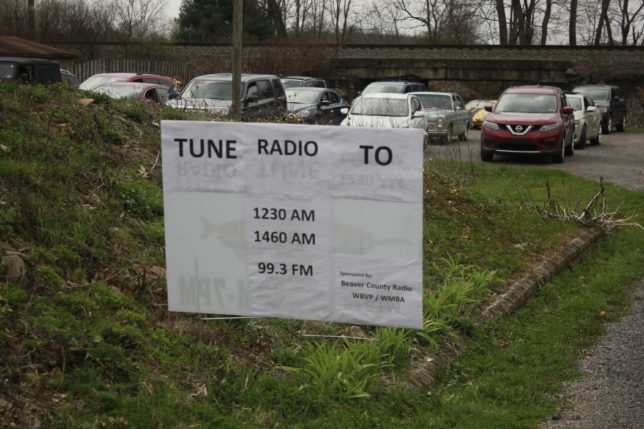 TUNE RADIO TO
1230 AM
1460 AM
99.3 FM
Sponsored by:
Beaver County Radio
WBVP / WMBA